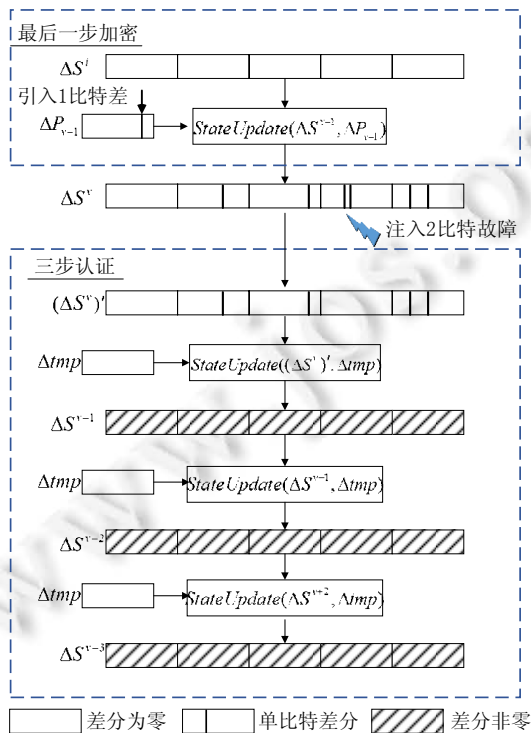 最后一步加密
ΔS^i
引入1比特差
ΔP_{v-1}
StateUpdate(ΔS^{v-1}, ΔP_{v-1})
ΔS^v
注入2比特故障
三步认证
(ΔS^v)'
Δtmp
StateUpdate((ΔS^v)', Δtmp)
ΔS^{v-1}
Δtmp
StateUpdate(ΔS^{v-1}, Δtmp)
ΔS^{v-2}
Δtmp
StateUpdate(ΔS^{v+2}, Δtmp)
ΔS^{v-3}
差分为零 单比特差分 差分非零
www.jos.o